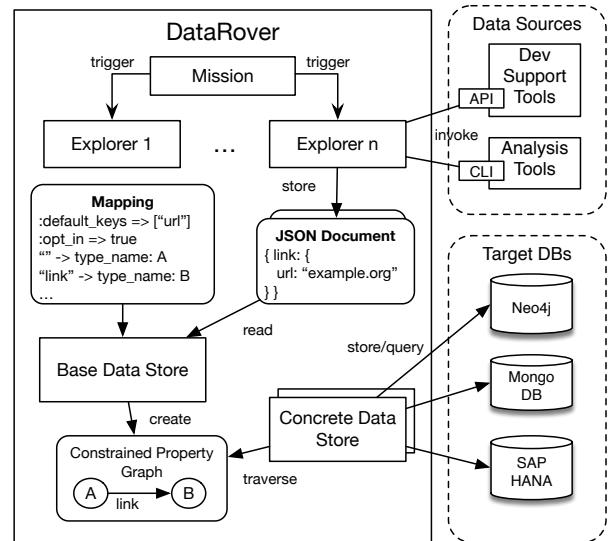 DataRover
trigger
trigger
Mission
Explorer 1
...
Explorer n
store
Mapping
:default_keys => ["url"]
:opt_in => true
“” -> type_name: A
“link” -> type_name: B
...
JSON Document
{ link: {
url: “example.org”
} }
read
Base Data Store
create
Constrained Property
Graph
A
B
link
Concrete Data
Store
traverse
store/query
Data Sources
Dev
Support
Tools
API
invoke
Analysis
Tools
CLI
Target DBs
Neo4j
Mongo
DB
SAP
HANA